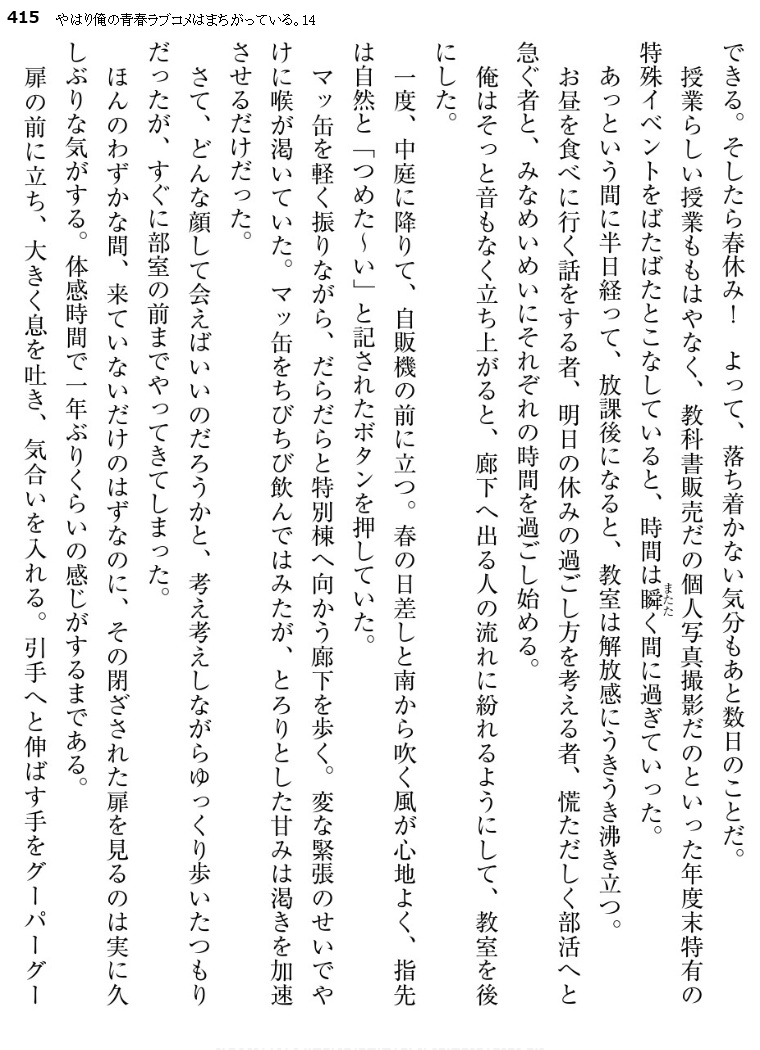 415 やはり俺の青春ラブコメはまちがっている。14
できる。そしたら春休み！　よって、落ち着かない気分もあと数日のことだ。
　授業らしい授業ももはやなく、教科書販売だの個人写真撮影だのといった年度末特有の
特殊イベントをばたばたとこなしていると、時間は瞬またたく間に過ぎていった。
　あっという間に半日経って、放課後になると、教室は解放感にうきうき沸き立つ。
　お昼を食べに行く話をする者、明日の休みの過ごし方を考える者、慌ただしく部活へと
急ぐ者と、みなめいめいにそれぞれの時間を過ごし始める。
　俺はそっと音もなく立ち上がると、廊下へ出る人の流れに紛れるようにして、教室を後
にした。
　一度、中庭に降りて、自販機の前に立つ。春の日差しと南から吹く風が心地よく、指先
は自然と「つめた～い」と記されたボタンを押していた。
　マッ缶を軽く振りながら、だらだらと特別棟へ向かう廊下を歩く。変な緊張のせいでや
けに喉が渇いていた。マッ缶をちびちび飲んではみたが、とろりとした甘みは渇きを加速
させるだけだった。
　さて、どんな顔して会えばいいのだろうかと、考え考えしながらゆっくり歩いたつもり
だったが、すぐに部室の前までやってきてしまった。
　ほんのわずかな間、来ていないだけのはずなのに、その閉ざされた扉を見るのは実に久
しぶりな気がする。体感時間で一年ぶりくらいの感じがするまである。
　扉の前に立ち、大きく息を吐き、気合いを入れる。引手へと伸ばす手をグーパーグー